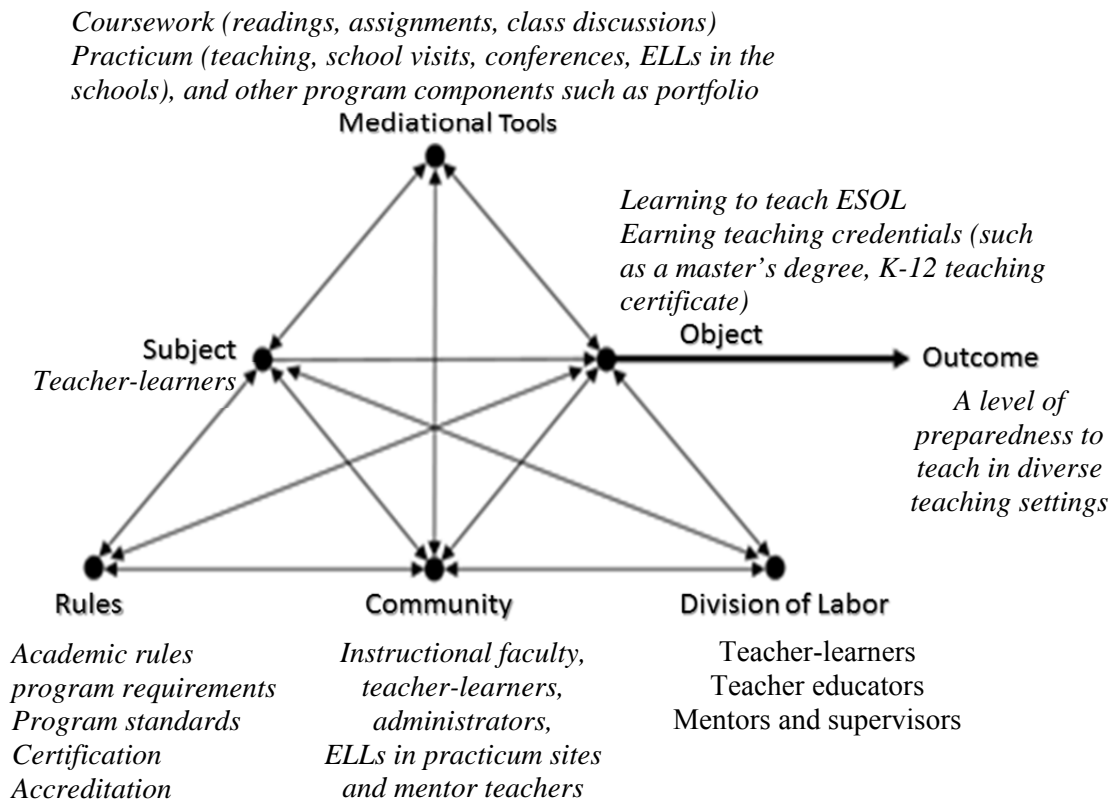 Coursework (readings, assignments, class discussions)
Practicum (teaching, school visits, conferences, ELLs in the
schools), and other program components such as portfolio
Mediational Tools
Learning to teach ESOL
Earning teaching credentials (such
as a master's degree, K-12 teaching
certificate)
Object
Subject
Teacher-learners
Outcome
A level of
preparedness to
teach in diverse
teaching settings
Rules
Academic rules
program requirements
Program standards
Certification
Accreditation
Community
Instructional faculty,
teacher-learners,
administrators,
ELLs in practicum sites
and mentor teachers
Division of Labor
Teacher-learners
Teacher educators
Mentors and supervisors